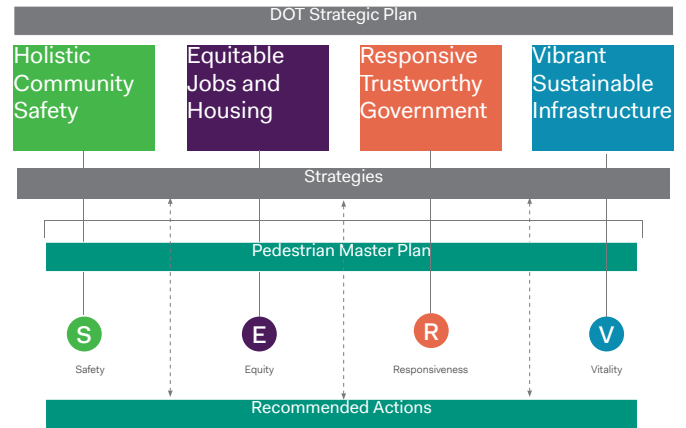 DOT Strategic Plan
Holistic
Community
Safety
Equitable
Jobs and
Housing
Responsive
Trustworthy
Government
Vibrant
Sustainable
Infrastructure
Strategies
Pedestrian Master Plan
S
E
R
V
Safety
Equity
Responsiveness
Vitality
Recommended Actions